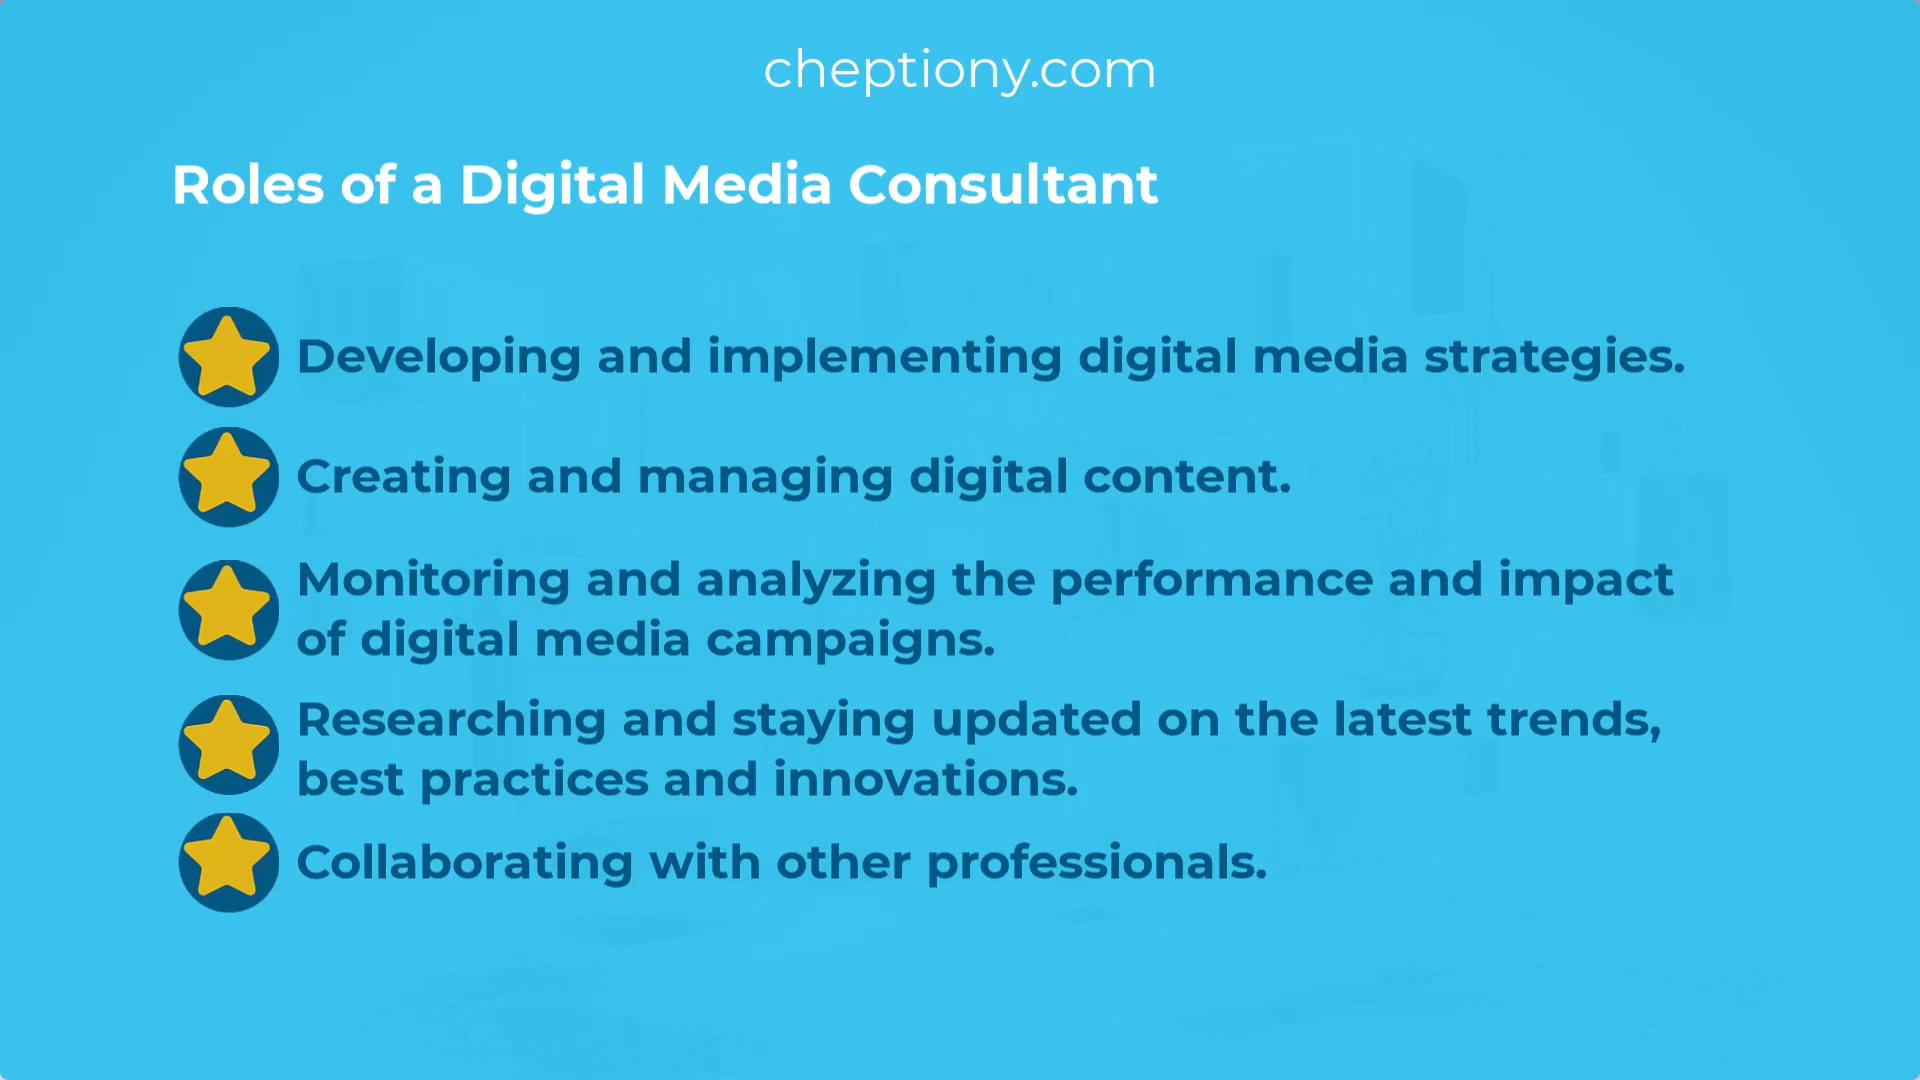 cheptiony.com
Roles of a Digital Media Consultant
Developing and implementing digital media strategies.
Creating and managing digital content.
Monitoring and analyzing the performance and impact
of digital media campaigns.
Researching and staying updated on the latest trends,
best practices and innovations.
Collaborating with other professionals.